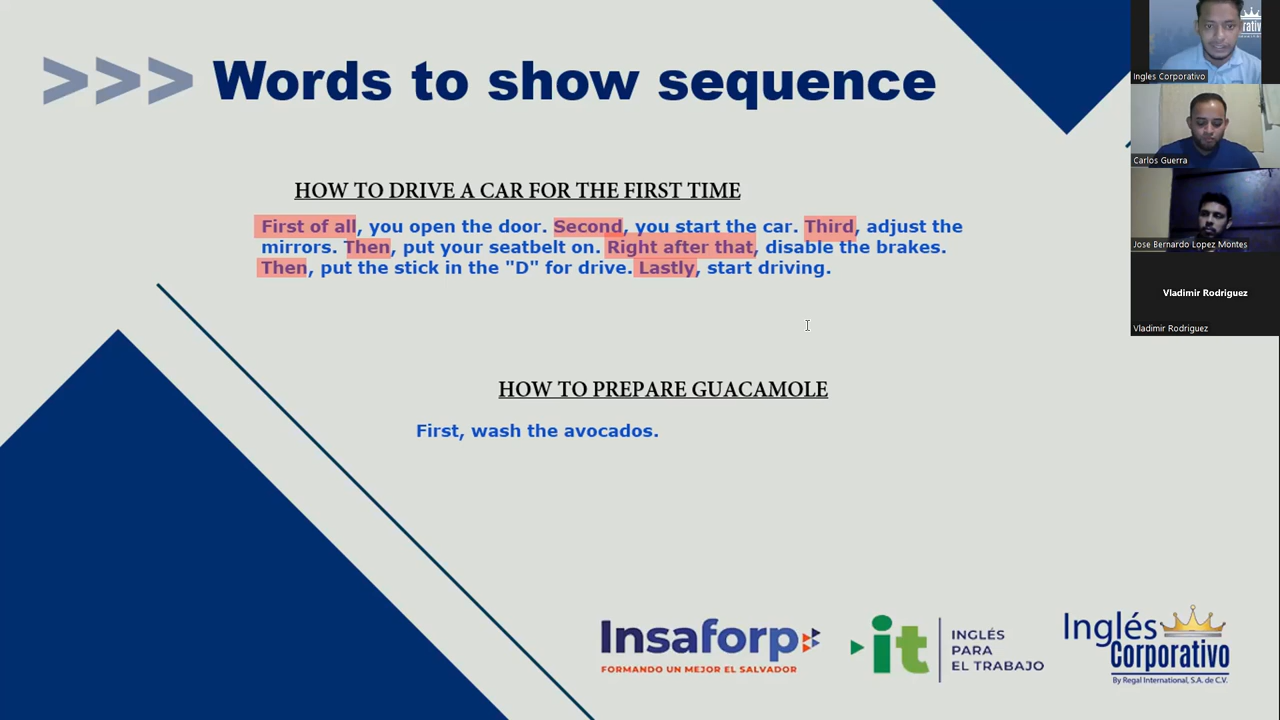 >>> Words to show sequence
HOW TO DRIVE A CAR FOR THE FIRST TIME
First of all, you open the door. Second, you start the car. Third, adjust the
mirrors. Then, put your seatbelt on. Right after that, disable the brakes.
Then, put the stick in the "D" for drive. Lastly, start driving.
HOW TO PREPARE GUACAMOLE
First, wash the avocados.
Ingles Corporativo
Carlos Guerra
Jose Bernardo Lopez Montes
Vladimir Rodriguez
Vladimir Rodriguez
Insaforp
FORMANDO UN MEJOR EL SALVADOR
it
INGLÉS
PARA
EL TRABAJO
Inglés
Corporativo
By Regal International, S.A. de C.V.